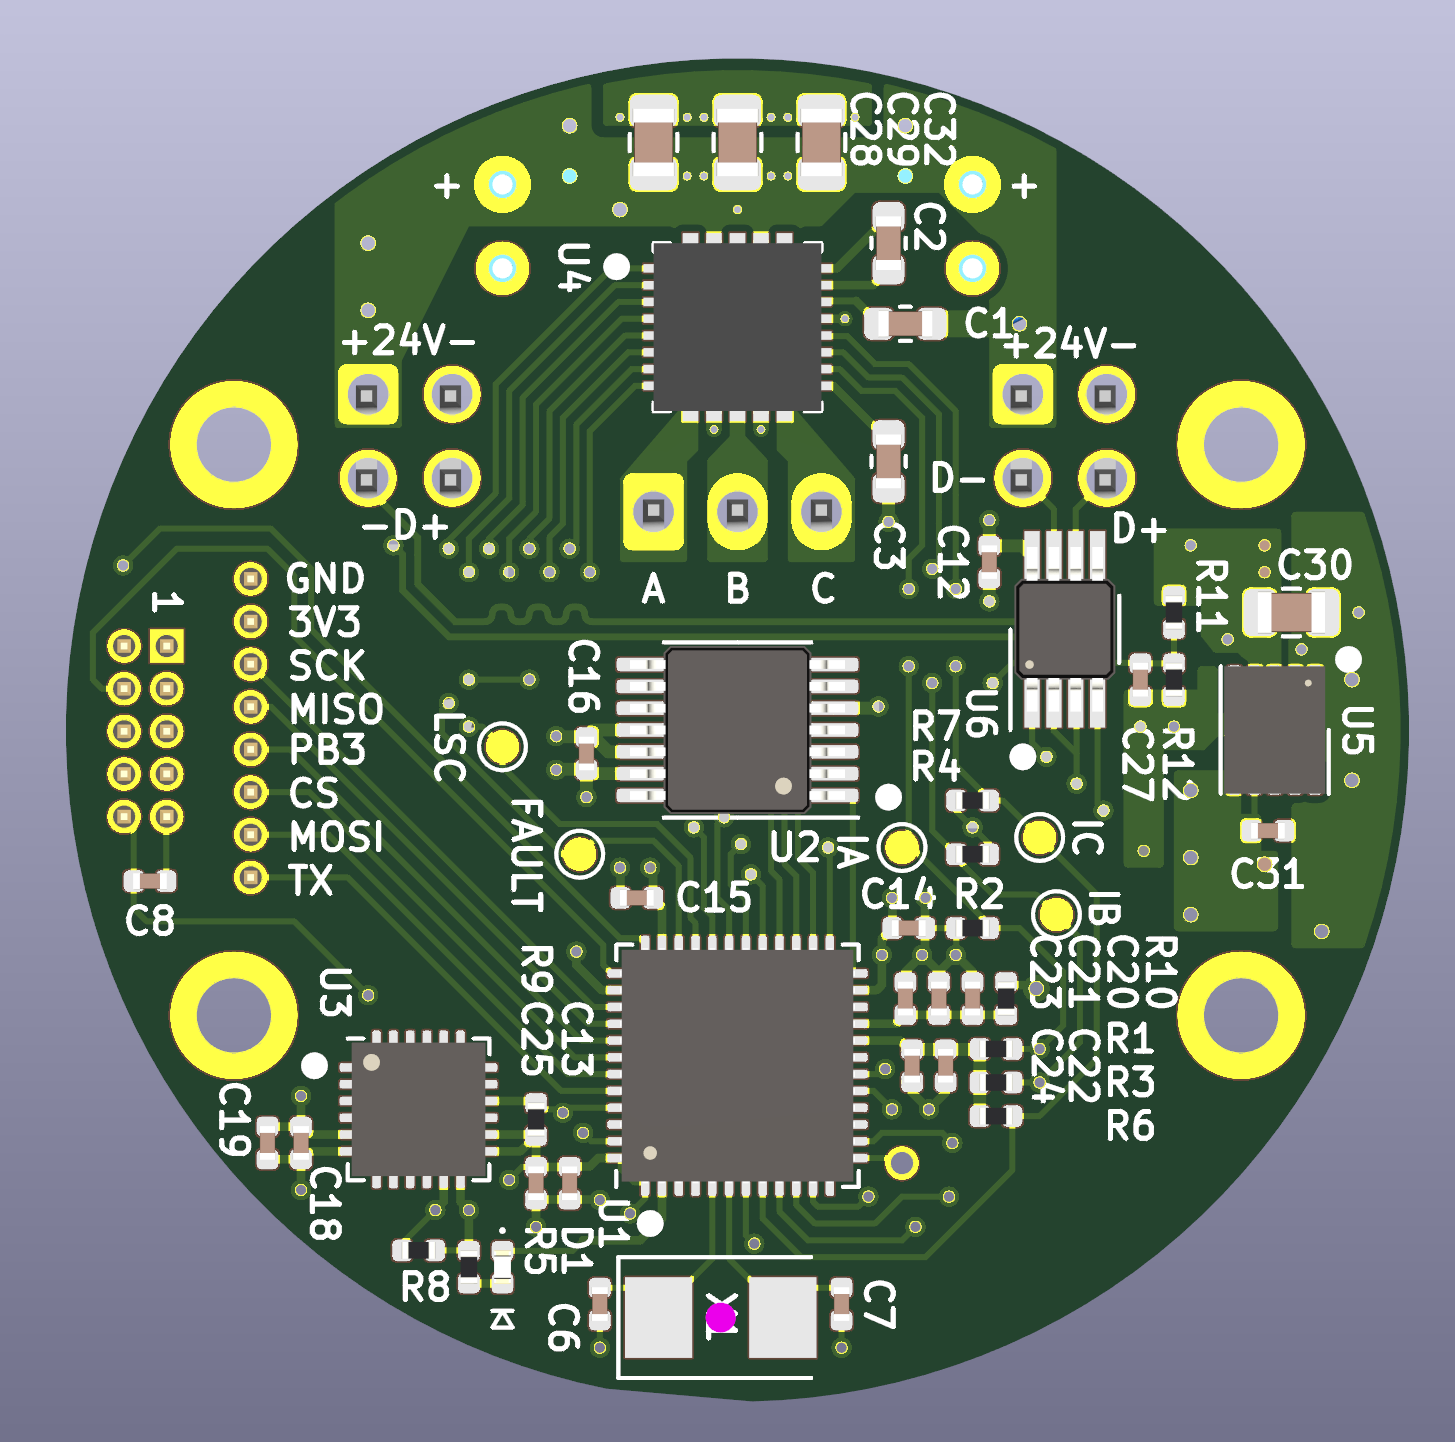 C28
C29
C32
+
+
C2
U4
C1
+24V-
+24V-
D-
-D+
D+
C3
C12
A
B
C
R11
C30
GND
3V3
SCK
MISO
PB3
CS
MOSI
TX
1
C16
LSC
U6
R7
R4
C27
R12
U5
FAULT
U2
IA
IC
C31
C15
C14
R2
IB
C8
U3
R9
C25
C13
C23
C21
C20
R10
C24
C22
R1
R3
R6
C19
C18
U1
D1
R5
R8
C6
C7